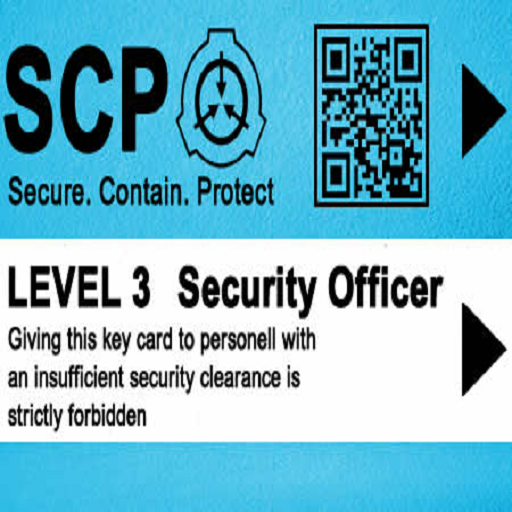 SCP
Secure. Contain. Protect
LEVEL 3 Security Officer
Giving this key card to personell with
an insufficient security clearance is
strictly forbidden